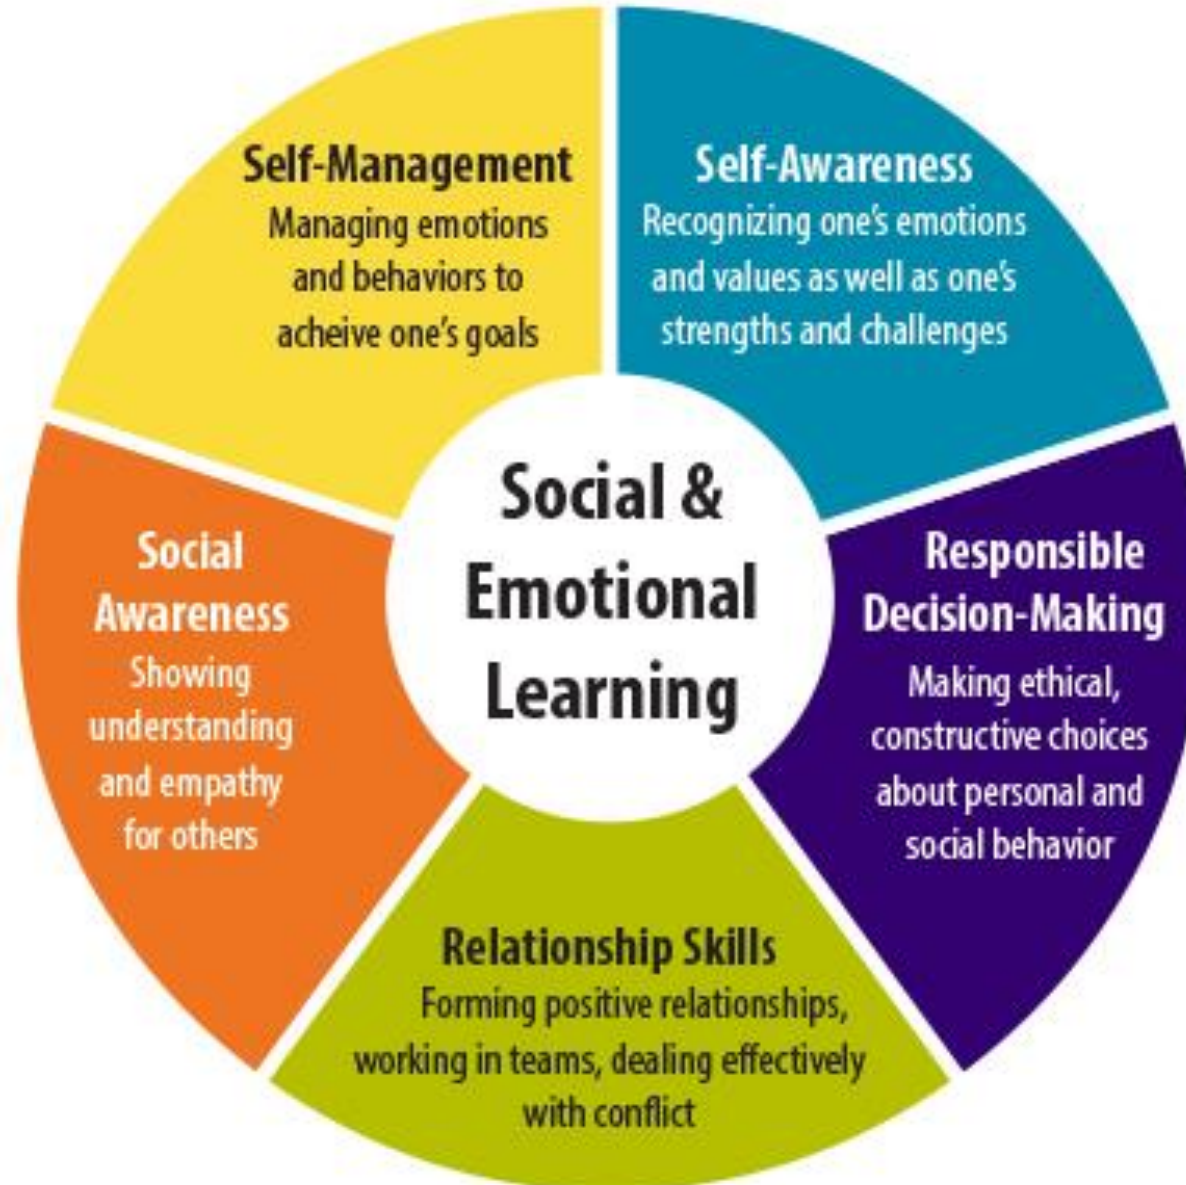 Self-Management
Managing emotions
and behaviors to
acheive one's goals
Self-Awareness
Recognizing one's emotions
and values as well as one's
strengths and challenges
Social &
Emotional
Learning
Social
Awareness
Showing
understanding
and empathy
for others
Responsible
Decision-Making
Making ethical,
constructive choices
about personal and
social behavior
Relationship Skills
Forming positive relationships,
working in teams, dealing effectively
with conflict